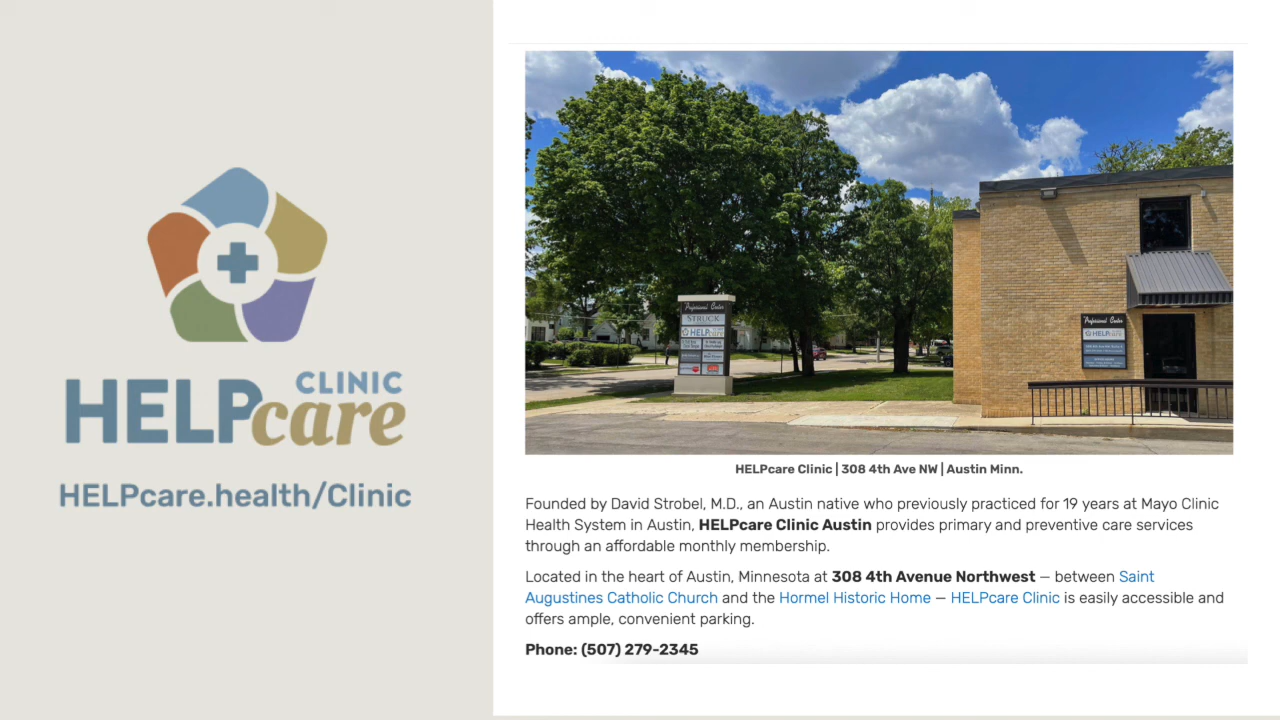 CLINIC
HELPcare
HELPcare.health/Clinic
Professional Center
STRUCK
HELPcare
Professional Center
HELPcare
HELPcare Clinic | 308 4th Ave NW | Austin Minn.
Founded by David Strobel, M.D., an Austin native who previously practiced for 19 years at Mayo Clinic
Health System in Austin, HELPcare Clinic Austin provides primary and preventive care services
through an affordable monthly membership.
Located in the heart of Austin, Minnesota at 308 4th Avenue Northwest — between Saint
Augustines Catholic Church and the Hormel Historic Home — HELPcare Clinic is easily accessible and
offers ample, convenient parking.
Phone: (507) 279-2345